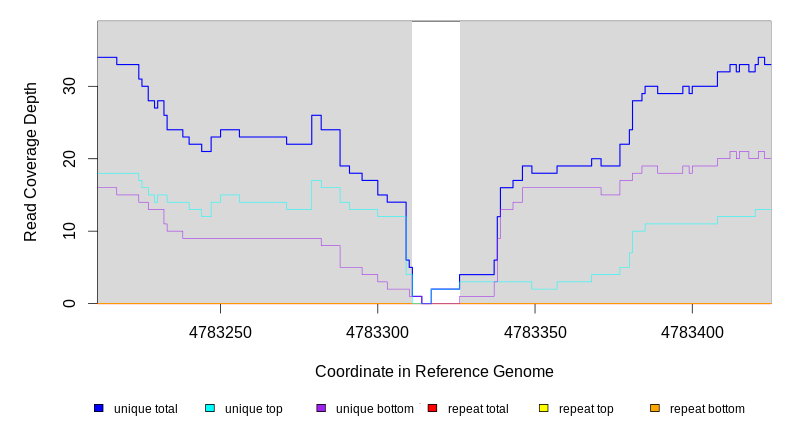 Read Coverage Depth
30
20
10
0
4783250 4783300 4783350 4783400
Coordinate in Reference Genome
unique total unique top unique bottom repeat total repeat top repeat bottom